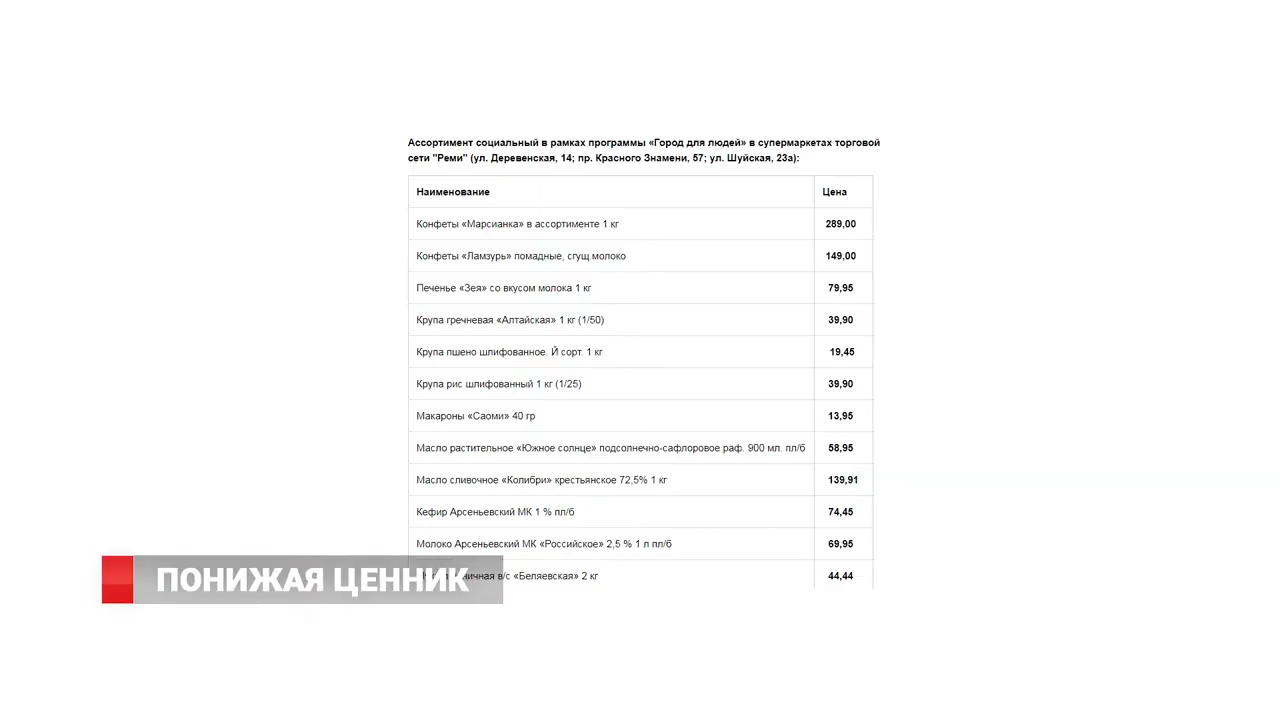 Ассортимент социальный в рамках программы «Город для людей» в супермаркетах торговой
сети "Реми" (ул. Деревенская, 14; пр. Красного Знамени, 57; ул. Шуйская, 23а):
Наименование Цена
Конфеты «Марсианка» в ассортименте 1 кг 289,00
Конфеты «Ламзурь» помадные, сгущ.молоко 149,00
Печенье «Зея» со вкусом молока 1 кг 79,95
Крупа гречневая «Алтайская» 1 кг (1/50) 39,90
Крупа пшено шлифованное. Й сорт. 1 кг 19,45
Крупа рис шлифованный 1 кг (1/25) 39,90
Макароны «Саоми» 40 гр 13,95
Масло растительное «Южное солнце» подсолнечно-сафлоровое раф. 900 мл. пл/б 58,95
Масло сливочное «Колибри» крестьянское 72,5% 1 кг 139,91
Кефир Арсеньевский МК 1 % пл/б 74,45
Молоко Арсеньевский МК «Российское» 2,5 % 1 л пл/б 69,95
в/с «Беляевская» 2 кг 44,44
ПОНИЖАЯ ЦЕННИК